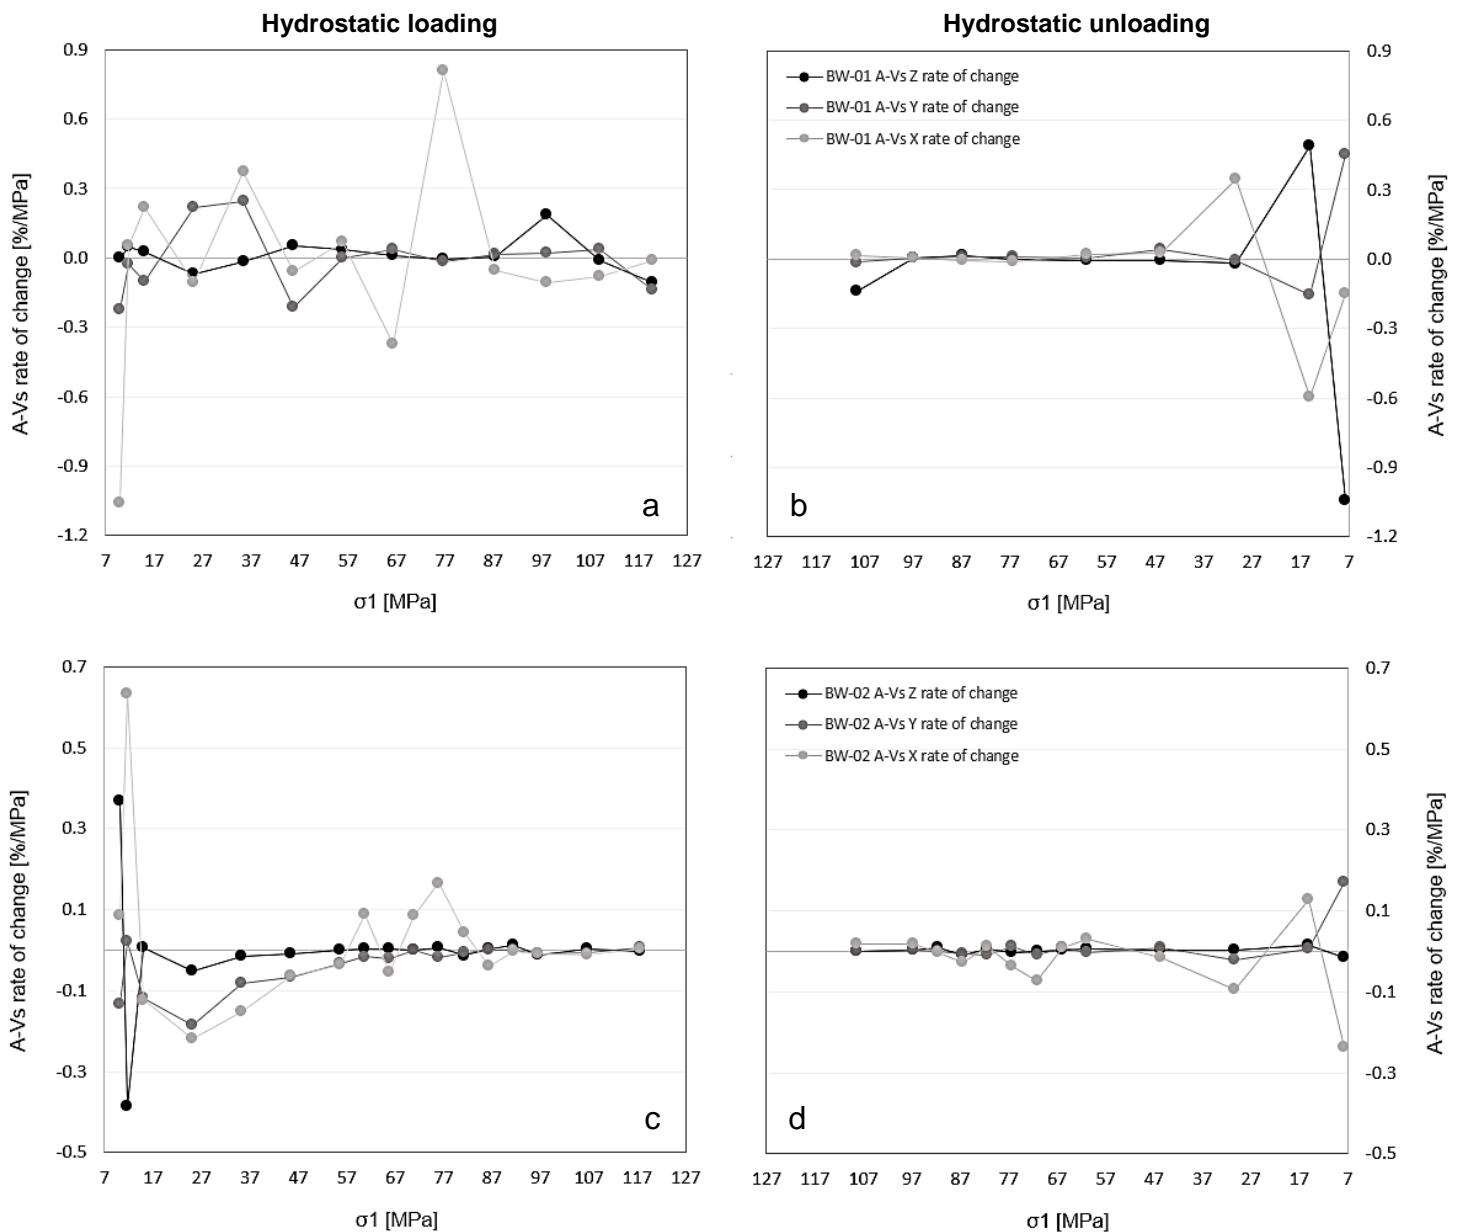 Hydrostatic loading
Hydrostatic unloading
A-Vs rate of change [%/MPa]
0.9
0.6
0.3
0.0
-0.3
-0.6
-0.9
-1.2
a
7 17 27 37 47 57 67 77 87 97 107 117 127
σ1 [MPa]
BW-01 A-Vs Z rate of change
BW-01 A-Vs Y rate of change
BW-01 A-Vs X rate of change
b
0.9
0.6
0.3
0.0
-0.3
-0.6
-0.9
-1.2
A-Vs rate of change [%/MPa]
127 117 107 97 87 77 67 57 47 37 27 17 7
σ1 [MPa]
A-Vs rate of change [%/MPa]
0.7
0.5
0.3
0.1
-0.1
-0.3
-0.5
c
7 17 27 37 47 57 67 77 87 97 107 117 127
σ1 [MPa]
BW-02 A-Vs Z rate of change
BW-02 A-Vs Y rate of change
BW-02 A-Vs X rate of change
d
0.7
0.5
0.3
0.1
-0.1
-0.3
-0.5
A-Vs rate of change [%/MPa]
127 117 107 97 87 77 67 57 47 37 27 17 7
σ1 [MPa]